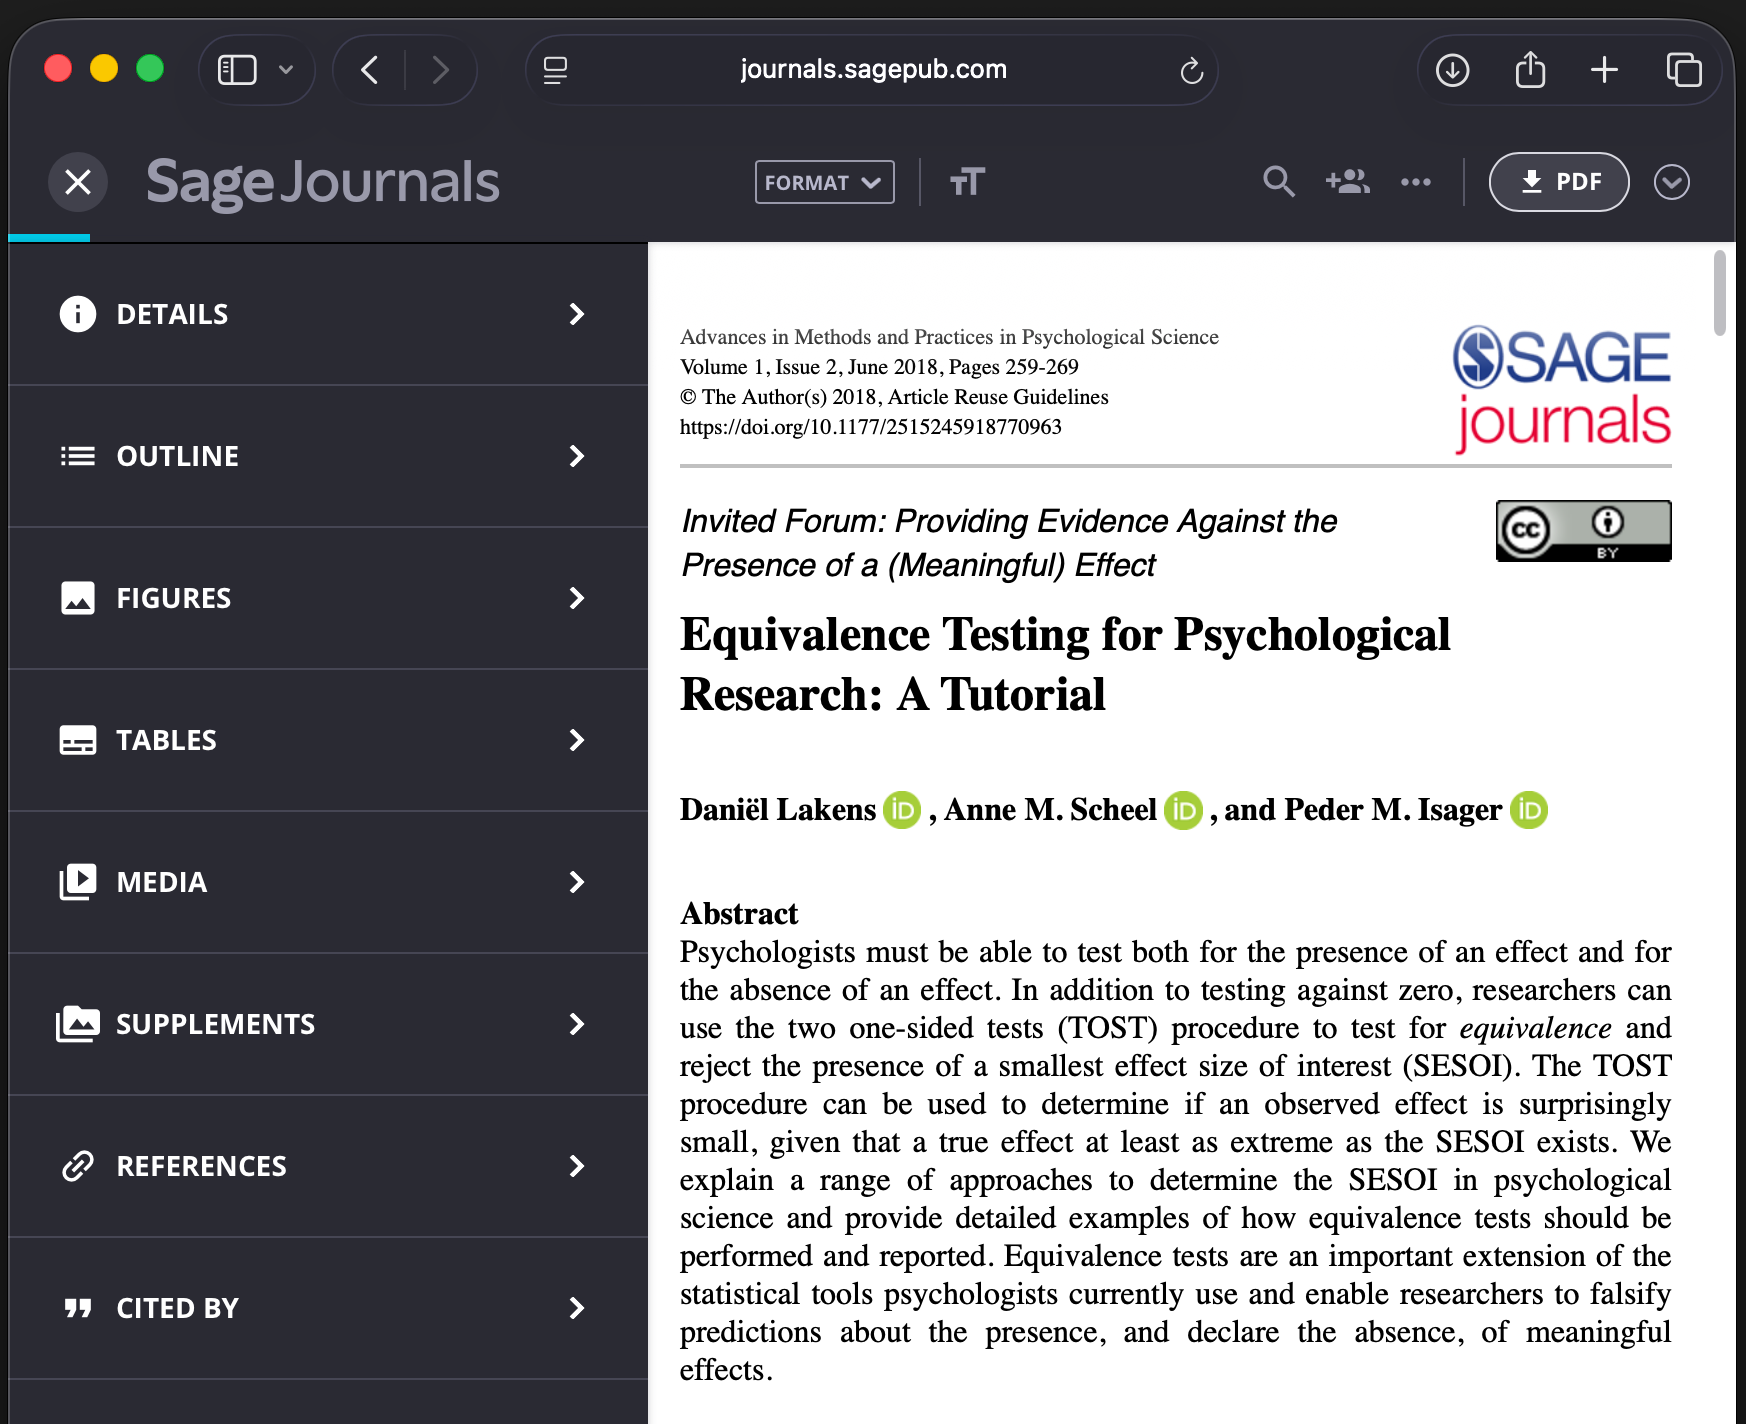 journals.sagepub.com
Sage Journals
FORMAT
TT
PDF
DETAILS
OUTLINE
FIGURES
TABLES
MEDIA
SUPPLEMENTS
REFERENCES
CITED BY
Advances in Methods and Practices in Psychological Science
Volume 1, Issue 2, June 2018, Pages 259-269
© The Author(s) 2018, Article Reuse Guidelines
https://doi.org/10.1177/2515245918770963
SAGE
journals
Invited Forum: Providing Evidence Against the
Presence of a (Meaningful) Effect
cc
BY
Equivalence Testing for Psychological
Research: A Tutorial
Daniël Lakens iD , Anne M. Scheel iD , and Peder M. Isager iD
Abstract
Psychologists must be able to test both for the presence of an effect and for
the absence of an effect. In addition to testing against zero, researchers can
use the two one-sided tests (TOST) procedure to test for equivalence and
reject the presence of a smallest effect size of interest (SESOI). The TOST
procedure can be used to determine if an observed effect is surprisingly
small, given that a true effect at least as extreme as the SESOI exists. We
explain a range of approaches to determine the SESOI in psychological
science and provide detailed examples of how equivalence tests should be
performed and reported. Equivalence tests are an important extension of the
statistical tools psychologists currently use and enable researchers to falsify
predictions about the presence, and declare the absence, of meaningful
effects.